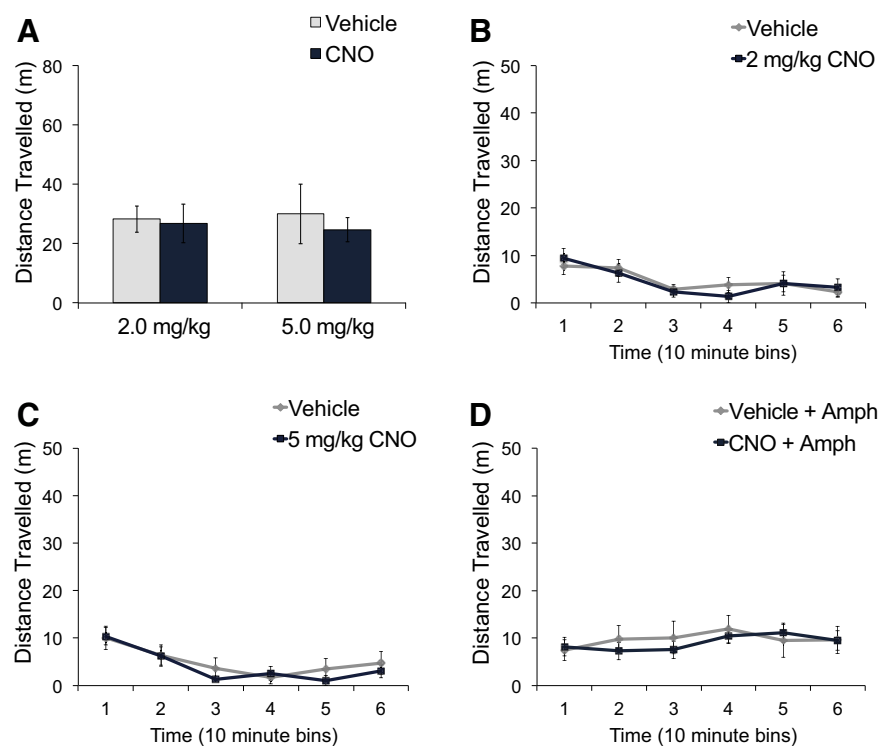 A
Vehicle
CNO
Distance Travelled (m)
80
60
40
20
0
2.0 mg/kg
5.0 mg/kg
B
Vehicle
2 mg/kg CNO
Distance Travelled (m)
50
40
30
20
10
0
1 2 3 4 5 6
Time (10 minute bins)
C
Vehicle
5 mg/kg CNO
Distance Travelled (m)
50
40
30
20
10
0
1 2 3 4 5 6
Time (10 minute bins)
D
Vehicle + Amph
CNO + Amph
Distance Travelled (m)
50
40
30
20
10
0
1 2 3 4 5 6
Time (10 minute bins)